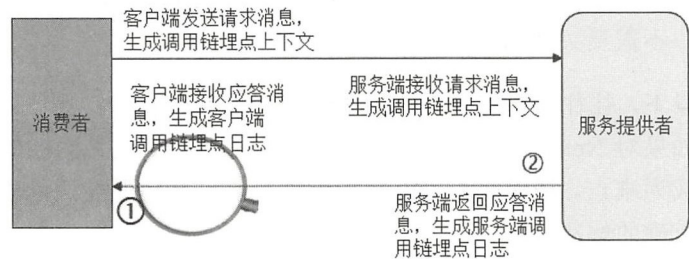 客户端发送请求消息，
生成调用链埋点上下文
消费者
客户端接收应答消
息，生成客户端
调用链埋点日志
服务端接收请求消息，
生成调用链埋点上下文
服务提供者
①
②
服务端返回应答消
息，生成服务端调
用链埋点日志